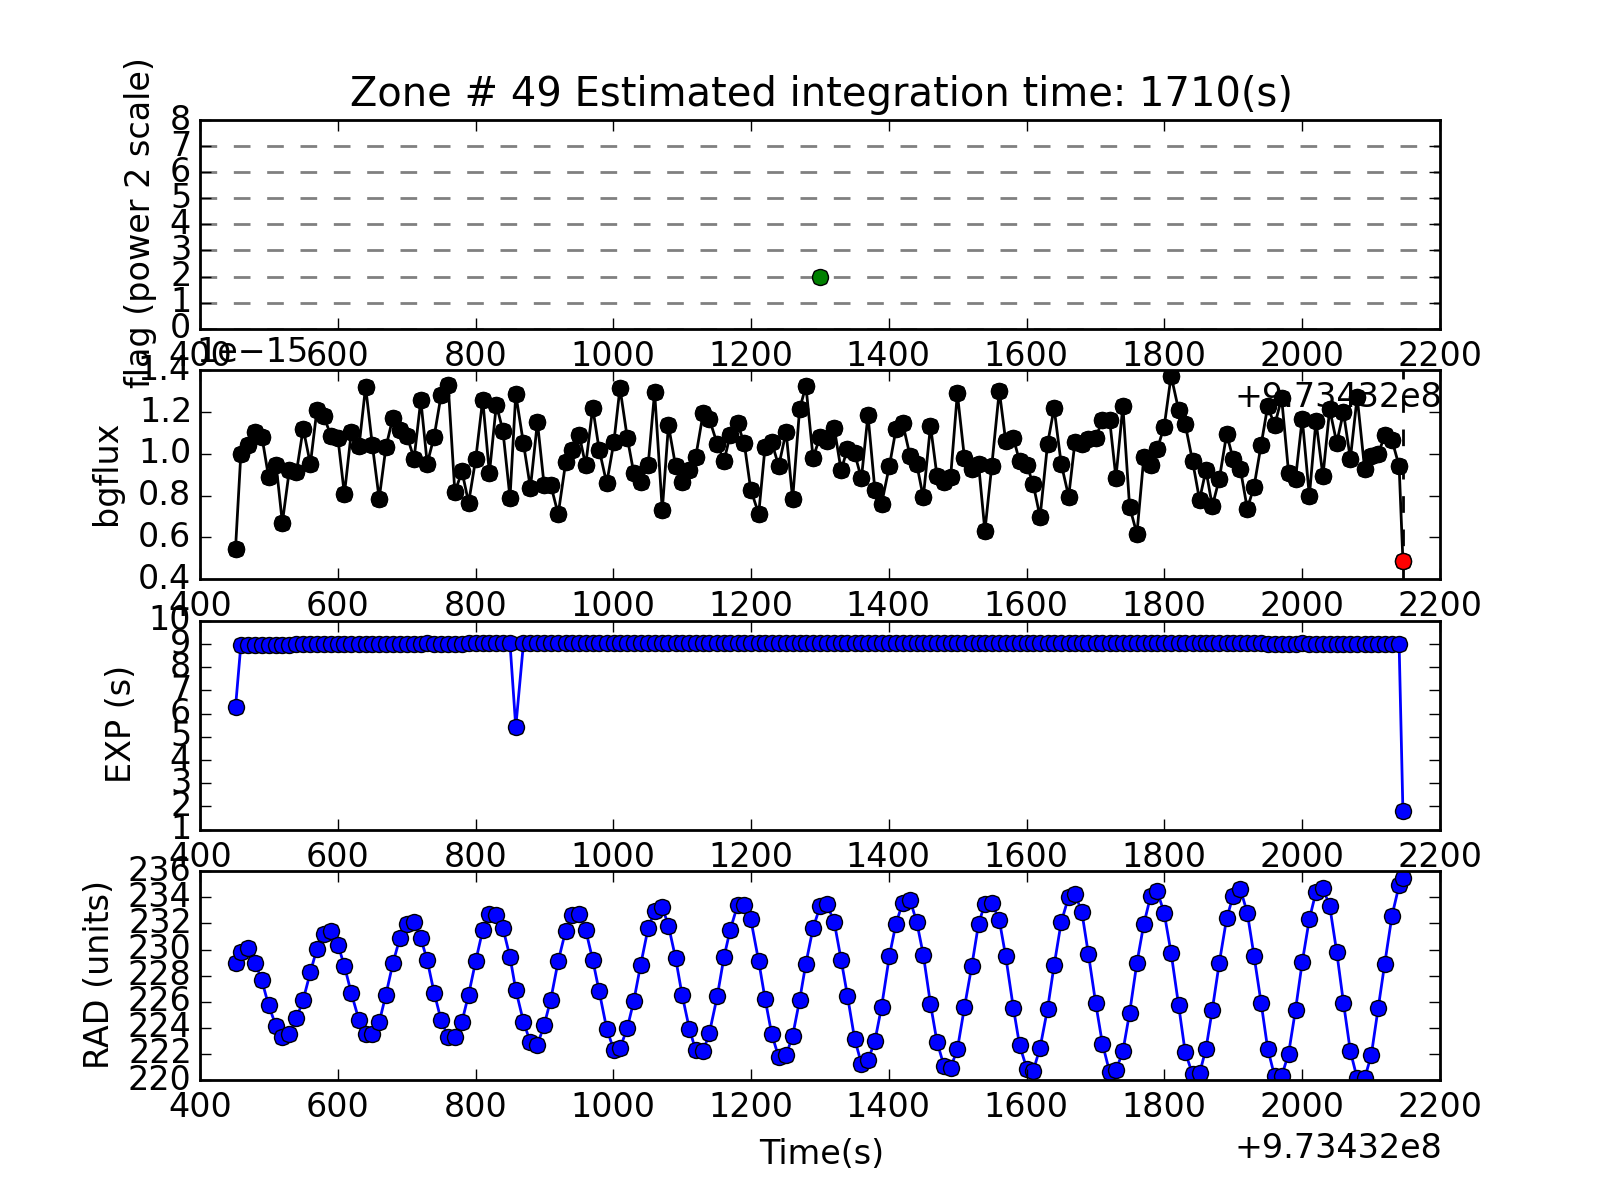 Zone # 49 Estimated integration time: 1710(s)
flag (power 2 scale)
8
7
6
5
4
3
2
1
0
400 600 800 1000 1200 1400 1600 1800 2000 2200
1e−15
+9.73432e8
bgflux
1.4
1.2
1.0
0.8
0.6
0.4
400 600 800 1000 1200 1400 1600 1800 2000 2200
EXP (s)
10
9
8
7
6
5
4
3
2
1
400 600 800 1000 1200 1400 1600 1800 2000 2200
RAD (units)
236
234
232
230
228
226
224
222
220
400 600 800 1000 1200 1400 1600 1800 2000 2200
Time(s)
+9.73432e8